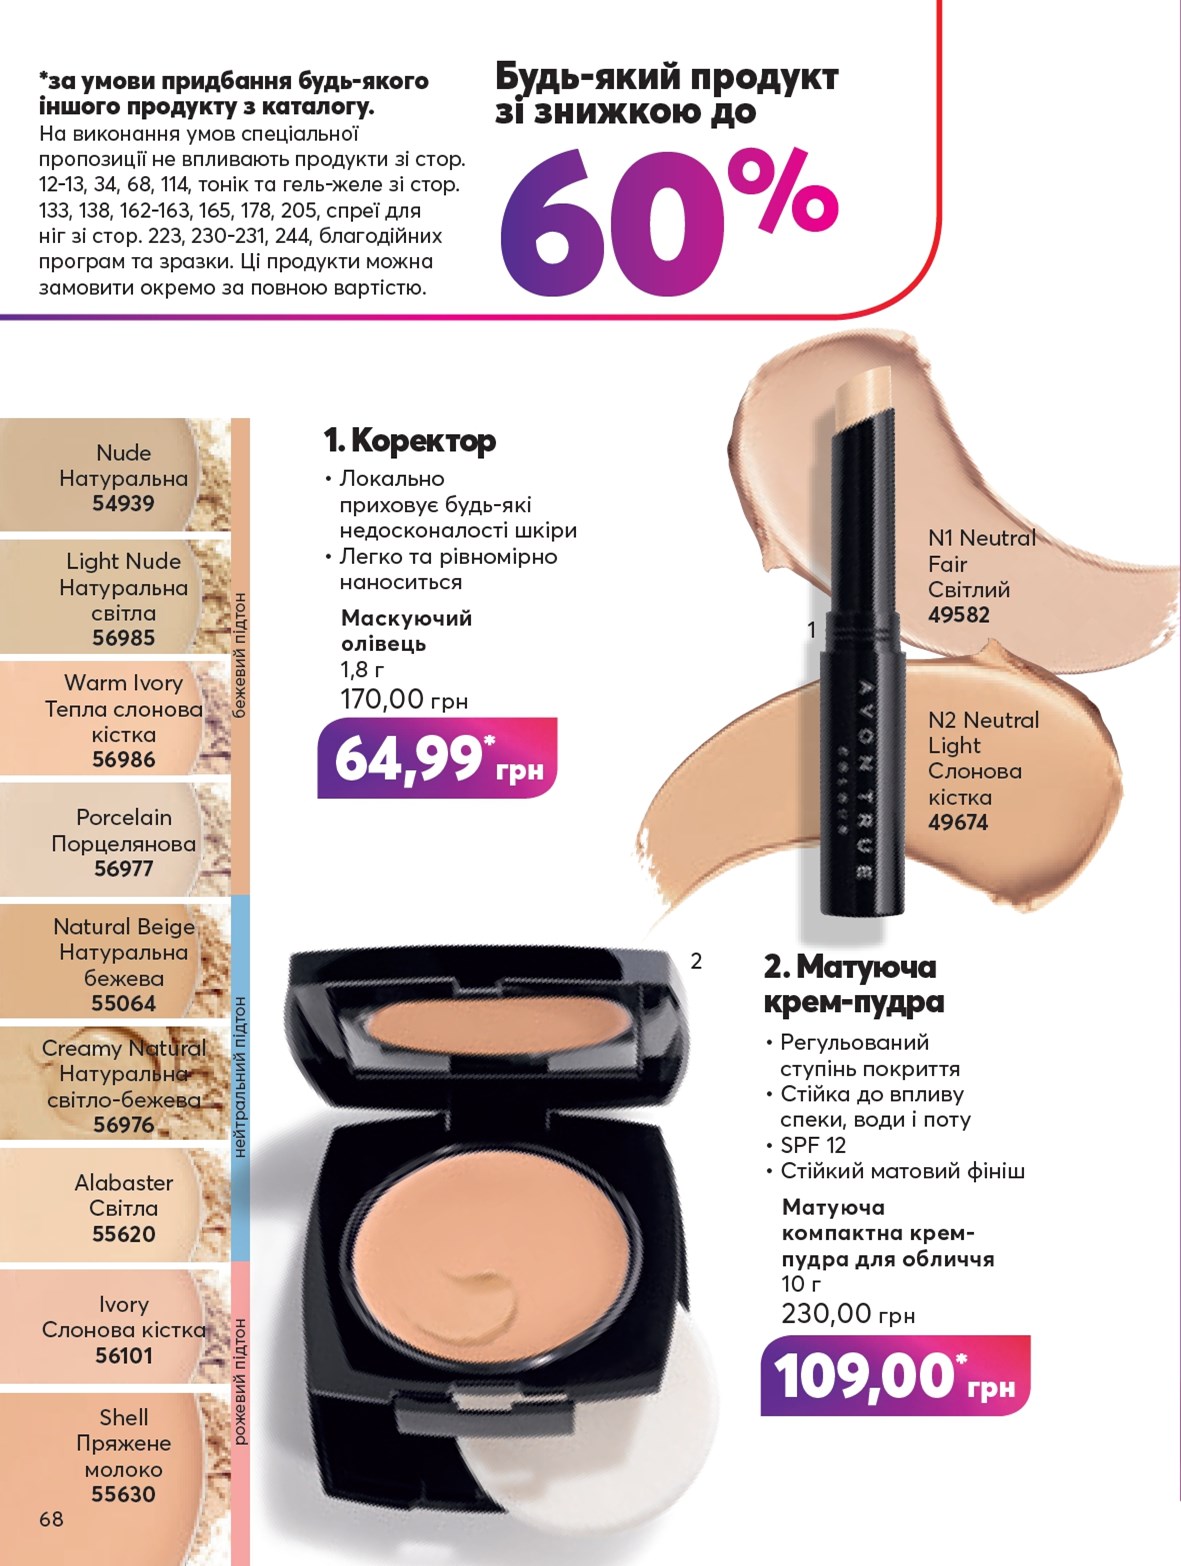 *за умови придбання будь-якого
іншого продукту з каталогу.
На виконання умов спеціальної
пропозиції не впливають продукти зі стор.
12-13, 34, 68, 114, тонік та гель-желе зі стор.
133, 138, 162-163, 165, 178, 205, спреї для
ніг зі стор. 223, 230-231, 244, благодійних
програм та зразки. Ці продукти можна
замовити окремо за повною вартістю.
Будь-який продукт
зі знижкою до
60%
Nude
Натуральна
54939
Light Nude
Натуральна
світла
56985
Warm Ivory
Тепла слонова
кістка
56986
Porcelain
Порцелянова
56977
бежевий підтон
Natural Beige
Натуральна
бежева
55064
Creamy Natural
Натуральна
світло-бежева
56976
Alabaster
Світла
55620
нейтральний підтон
Ivory
Слонова кістка
56101
Shell
Пряжене
молоко
55630
рожевий підтон
1. Коректор
• Локально
приховує будь-які
недосконалості шкіри
• Легко та рівномірно
наноситься
Маскуючий
олівець
1,8 г
170,00 грн
64,99* грн
1
AVON TRUE
COLOUR
N1 Neutral
Fair
Світлий
49582
N2 Neutral
Light
Слонова
кістка
49674
2
2. Матуюча
крем-пудра
• Регульований
ступінь покриття
• Стійка до впливу
спеки, води і поту
• SPF 12
• Стійкий матовий фініш
Матуюча
компактна крем-
пудра для обличчя
10 г
230,00 грн
109,00* грн
68